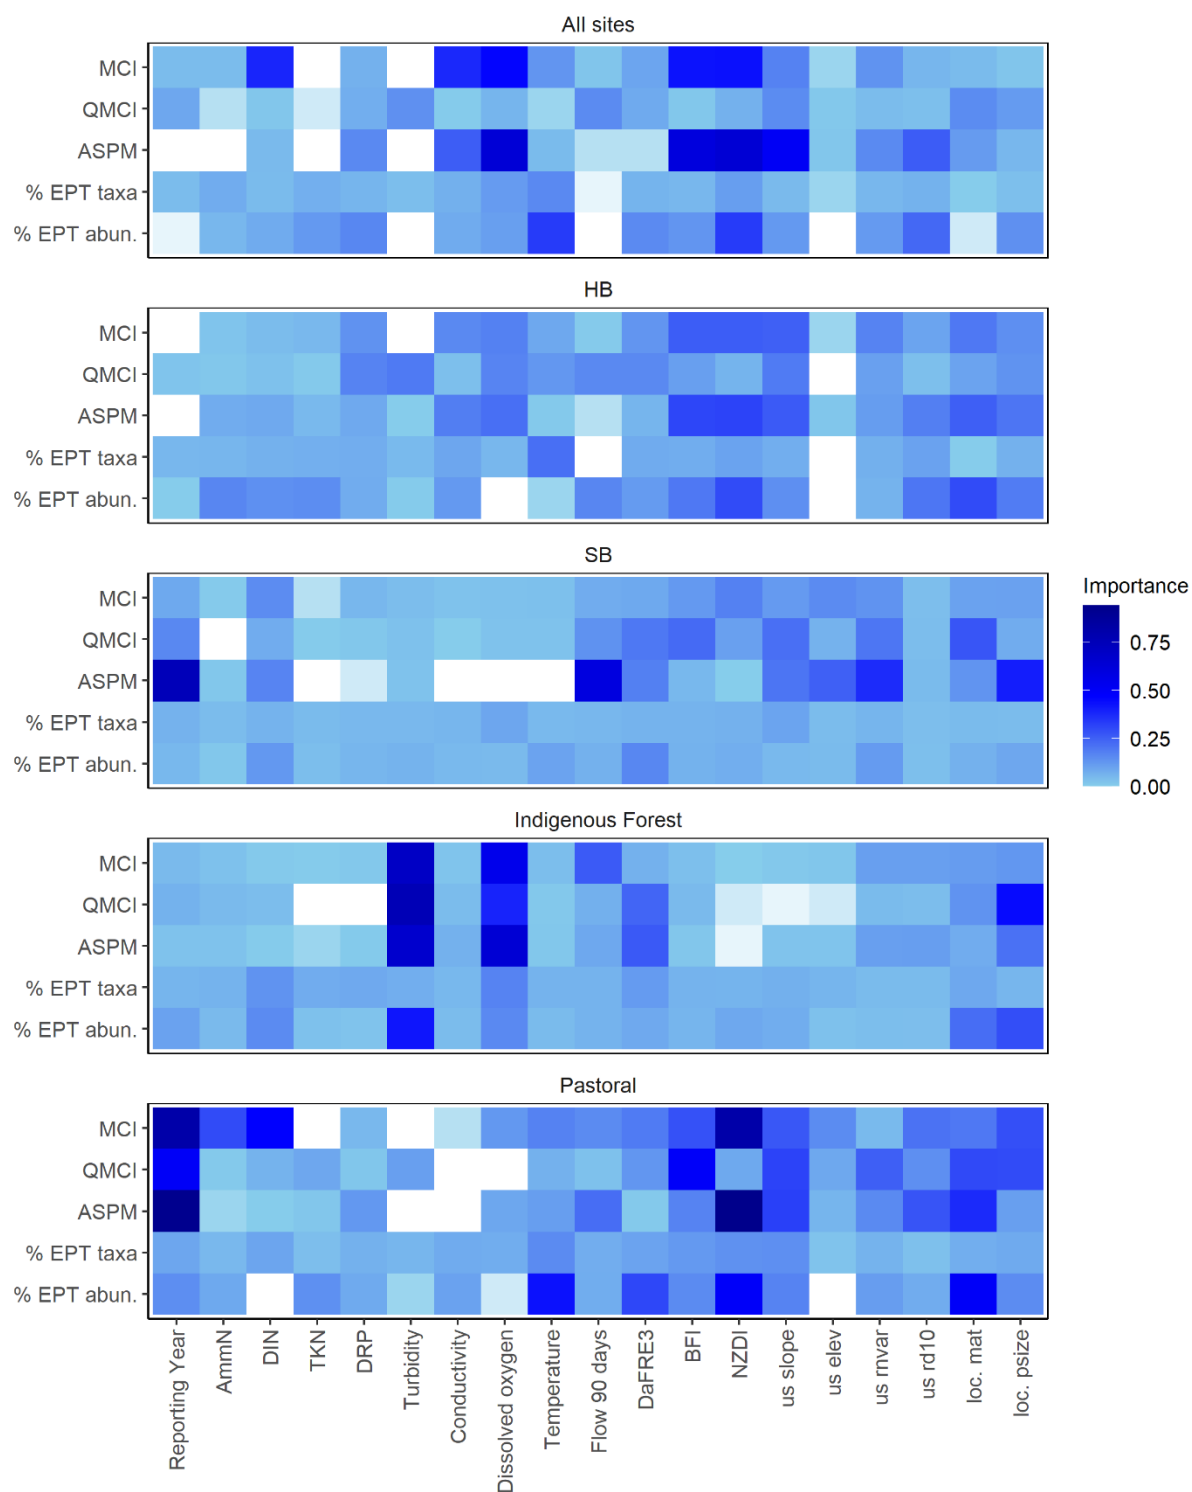 All sites
MCI
QMCI
ASPM
% EPT taxa
% EPT abun.
HB
MCI
QMCI
ASPM
% EPT taxa
% EPT abun.
SB
MCI
QMCI
ASPM
% EPT taxa
% EPT abun.
Importance
0.75
0.50
0.25
0.00
Indigenous Forest
MCI
QMCI
ASPM
% EPT taxa
% EPT abun.
Pastoral
MCI
QMCI
ASPM
% EPT taxa
% EPT abun.
Reporting Year
AmmN
DIN
TKN
DRP
Turbidity
Conductivity
Dissolved oxygen
Temperature
Flow 90 days
DaFRE3
BFI
NZDI
us slope
us elev
us rnvar
us rd10
loc. mat
loc. psize